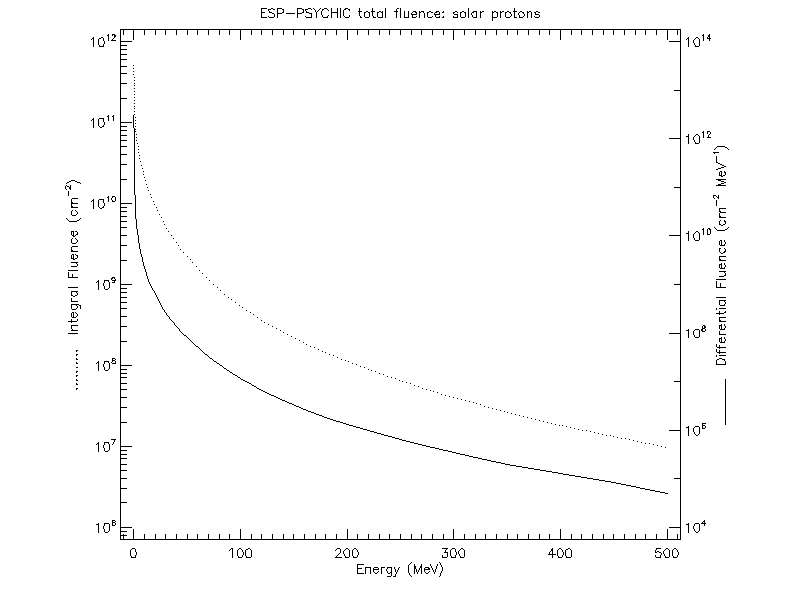 ESP-PSYCHIC total fluence: solar protons
10¹²
10¹¹
10¹⁰
10⁹
10⁸
10⁷
10⁶
Integral Fluence (cm⁻²)
10¹⁴
10¹²
10¹⁰
10⁸
10⁶
10⁴
Differential Fluence (cm⁻² MeV⁻¹)
0 100 200 300 400 500
Energy (MeV)